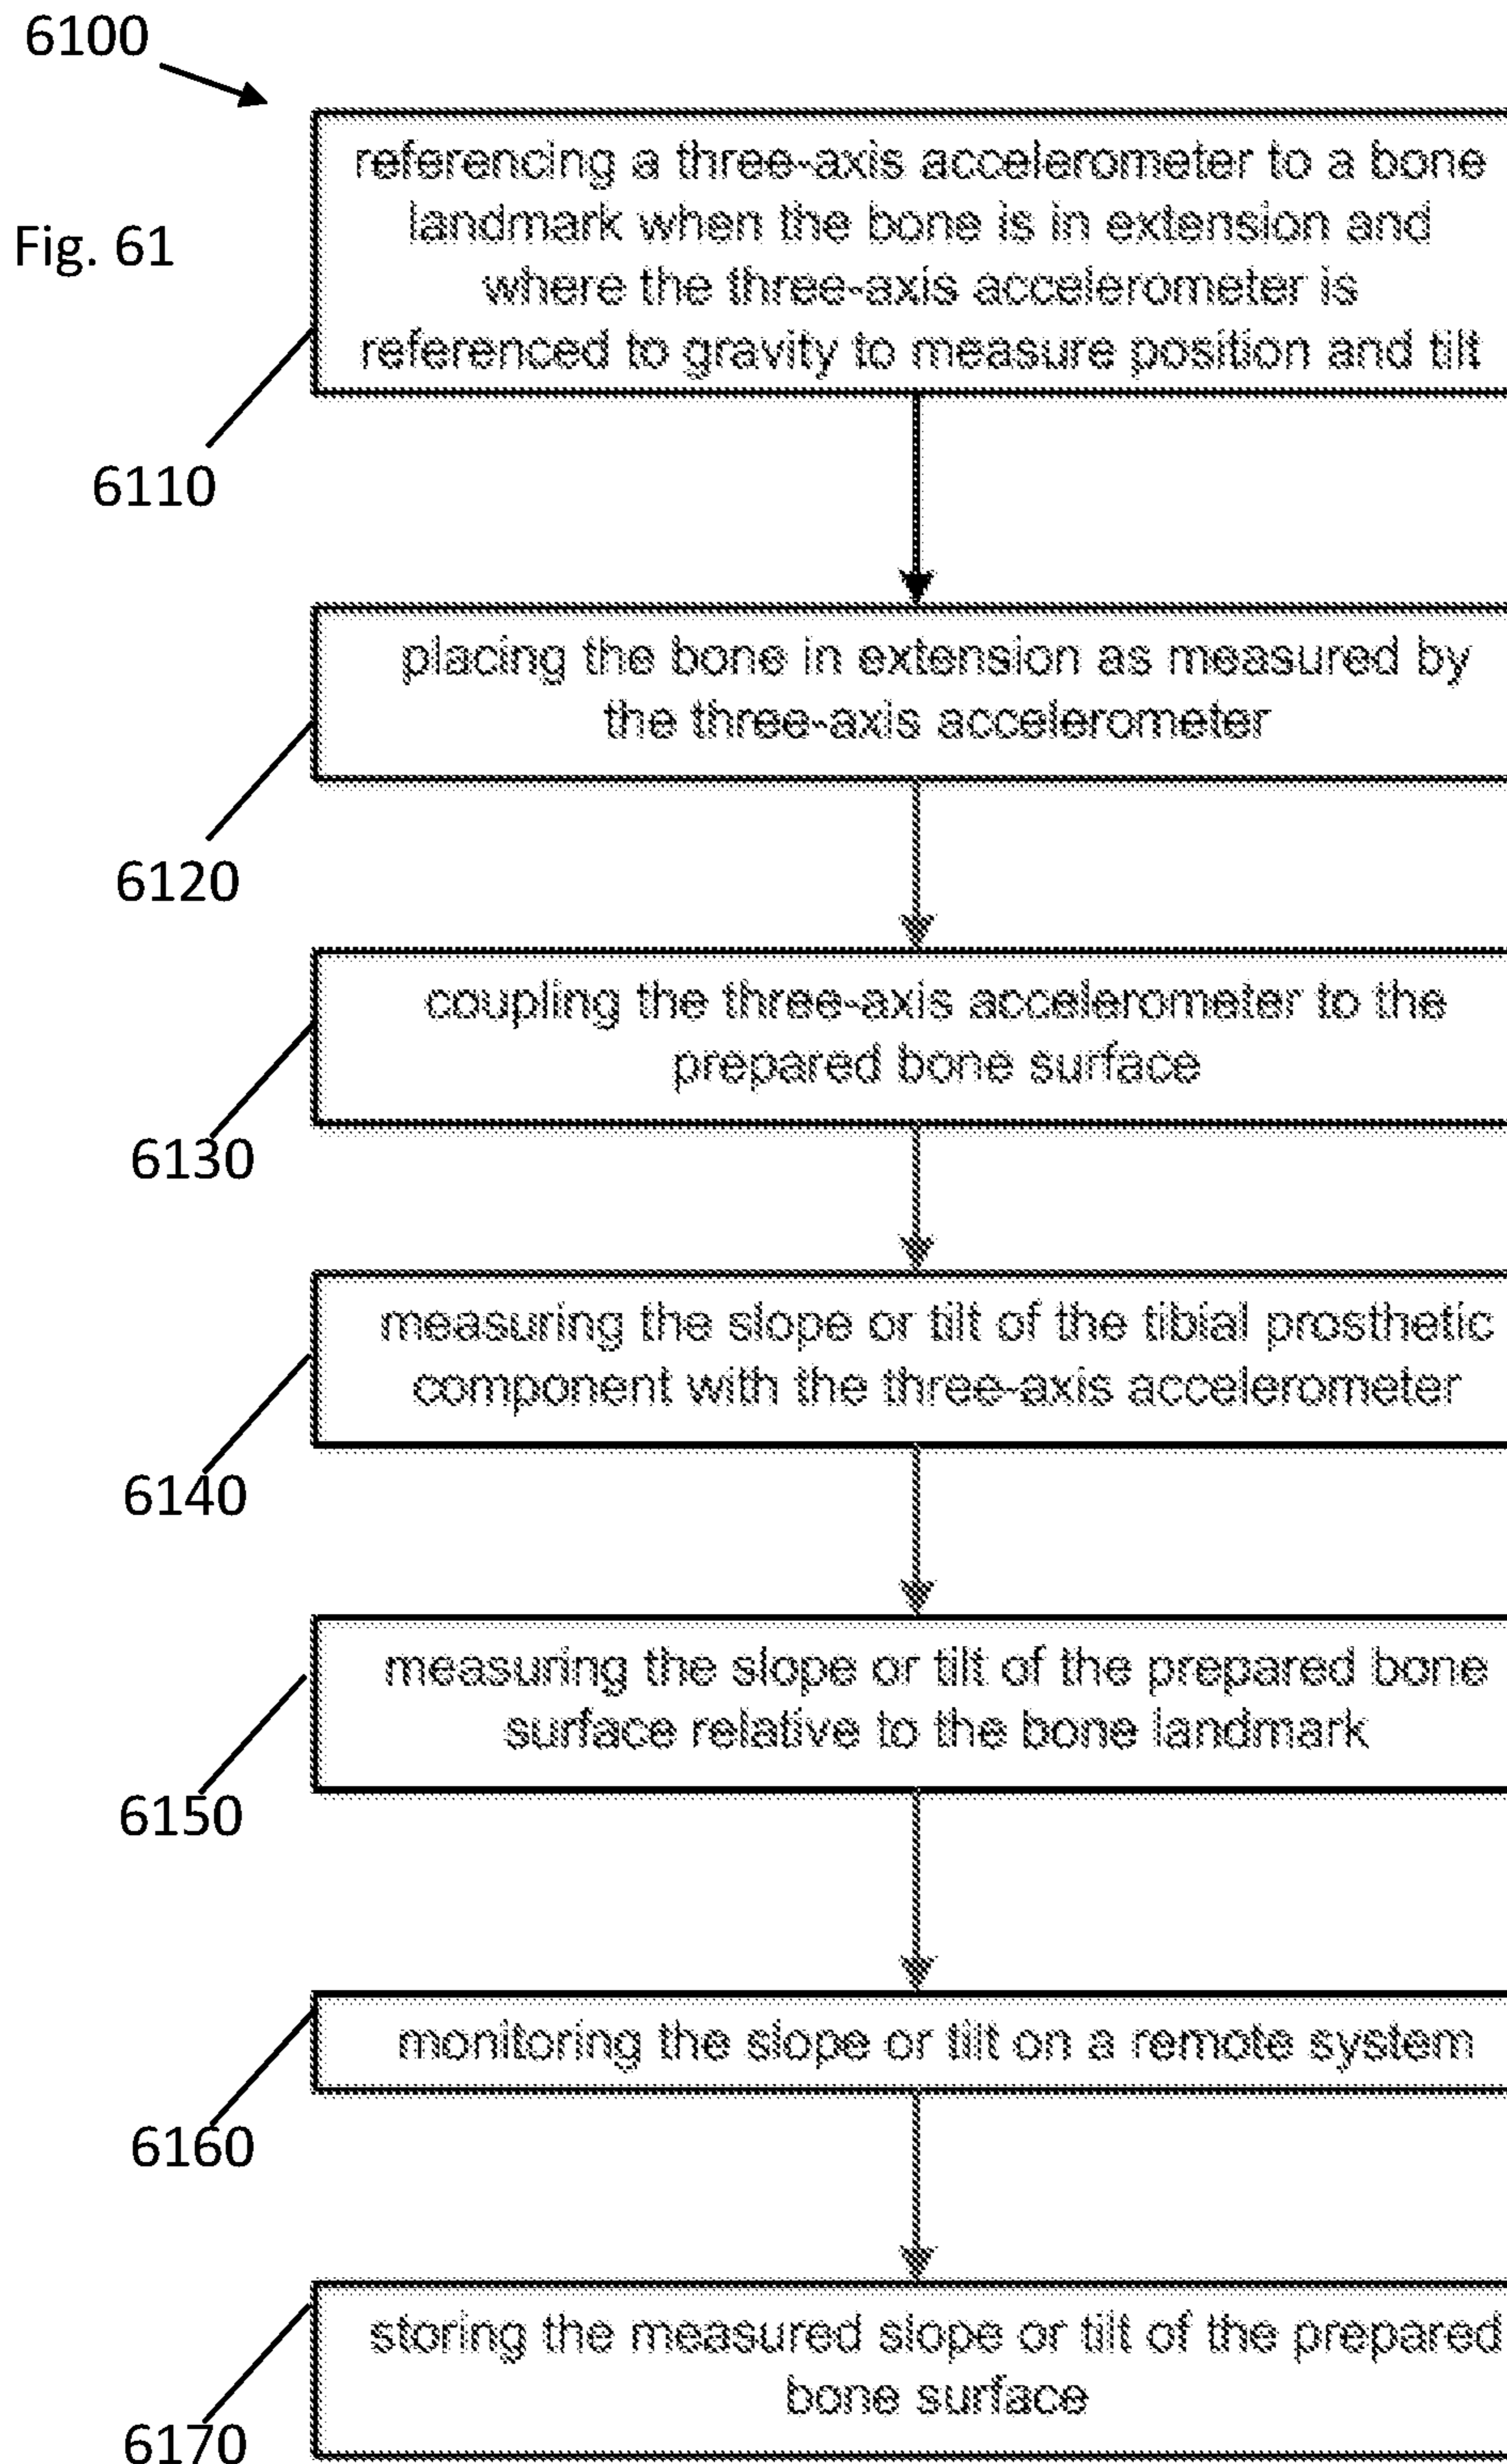 6100
referencing a three-axis accelerometer to a bone
landmark when the bone is in extension and
where the three-axis accelerometer is
referenced to gravity to measure position and tilt
Fig. 61
6110
placing the bone in extension as measured by
the three-axis accelerometer
6120
coupling the three-axis accelerometer to the
prepared bone surface
6130
measuring the slope or tilt of the tibial prosthetic
component with the three-axis accelerometer
6140
measuring the slope or tilt of the prepared bone
surface relative to the bone landmark
6150
monitoring the slope or tilt on a remote system
6160
storing the measured slope or tilt of the prepared
bone surface
6170